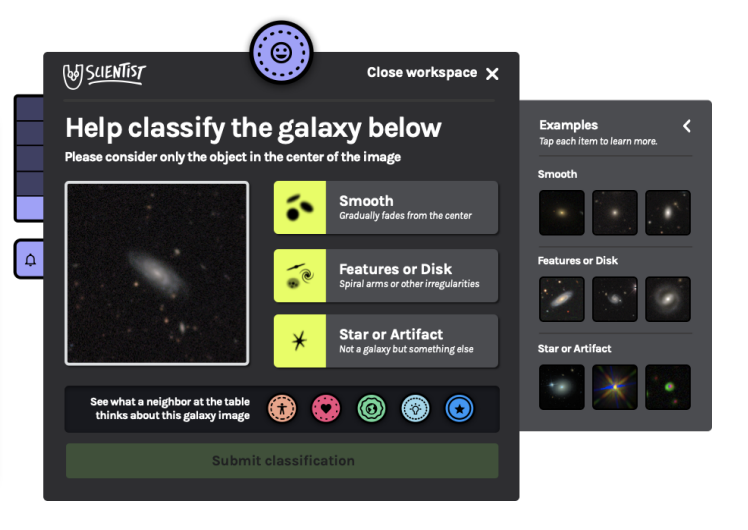 U!SCIENTIST
Close workspace
Help classify the galaxy below
Please consider only the object in the center of the image
Smooth
Gradually fades from the center
Features or Disk
Spiral arms or other irregularities
Star or Artifact
Not a galaxy but something else
See what a neighbor at the table
thinks about this galaxy image
Submit classification
Examples
Tap each item to learn more.
Smooth
Features or Disk
Star or Artifact